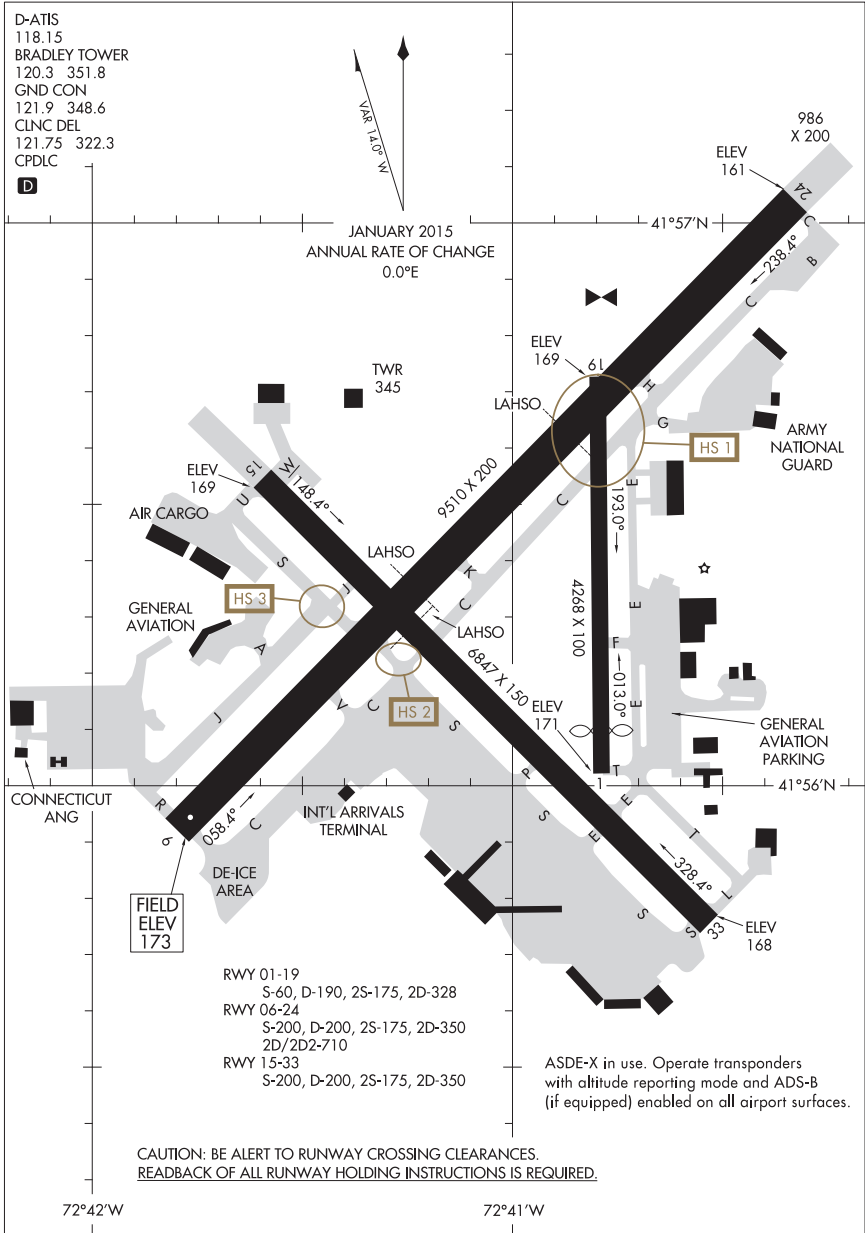 D-ATIS
118.15
BRADLEY TOWER
120.3 351.8
GND CON
121.9 348.6
CLNC DEL
121.75 322.3
CPDLC
D
VAR 14.0° W
JANUARY 2015
ANNUAL RATE OF CHANGE
0.0°E
986
X 200
ELEV
161
24
41°57'N
C
238.4°
B
C
ELEV
169
19
TWR
345
LAHSO
H
G
HS 1
ARMY
NATIONAL
GUARD
ELEV
169
15
W
U
148.4°
9510 X 200
C
E
193.0°
AIR CARGO
S
LAHSO
K
J
C
HS 3
GENERAL
AVIATION
A
LAHSO
4268 X 100
E
F
6847 X 150
013.0°
E
V
C
HS 2
S
J
ELEV
171
GENERAL
AVIATION
PARKING
CONNECTICUT
ANG
R
6
058.4°
C
INT'L ARRIVALS
TERMINAL
P
1
T
E
41°56'N
S
E
T
DE-ICE
AREA
328.4°
L
S
S
33
ELEV
168
FIELD
ELEV
173
RWY 01-19
S-60, D-190, 2S-175, 2D-328
RWY 06-24
S-200, D-200, 2S-175, 2D-350
2D/2D2-710
RWY 15-33
S-200, D-200, 2S-175, 2D-350
ASDE-X in use. Operate transponders
with altitude reporting mode and ADS-B
(if equipped) enabled on all airport surfaces.
CAUTION: BE ALERT TO RUNWAY CROSSING CLEARANCES.
READBACK OF ALL RUNWAY HOLDING INSTRUCTIONS IS REQUIRED.
72°42'W
72°41'W